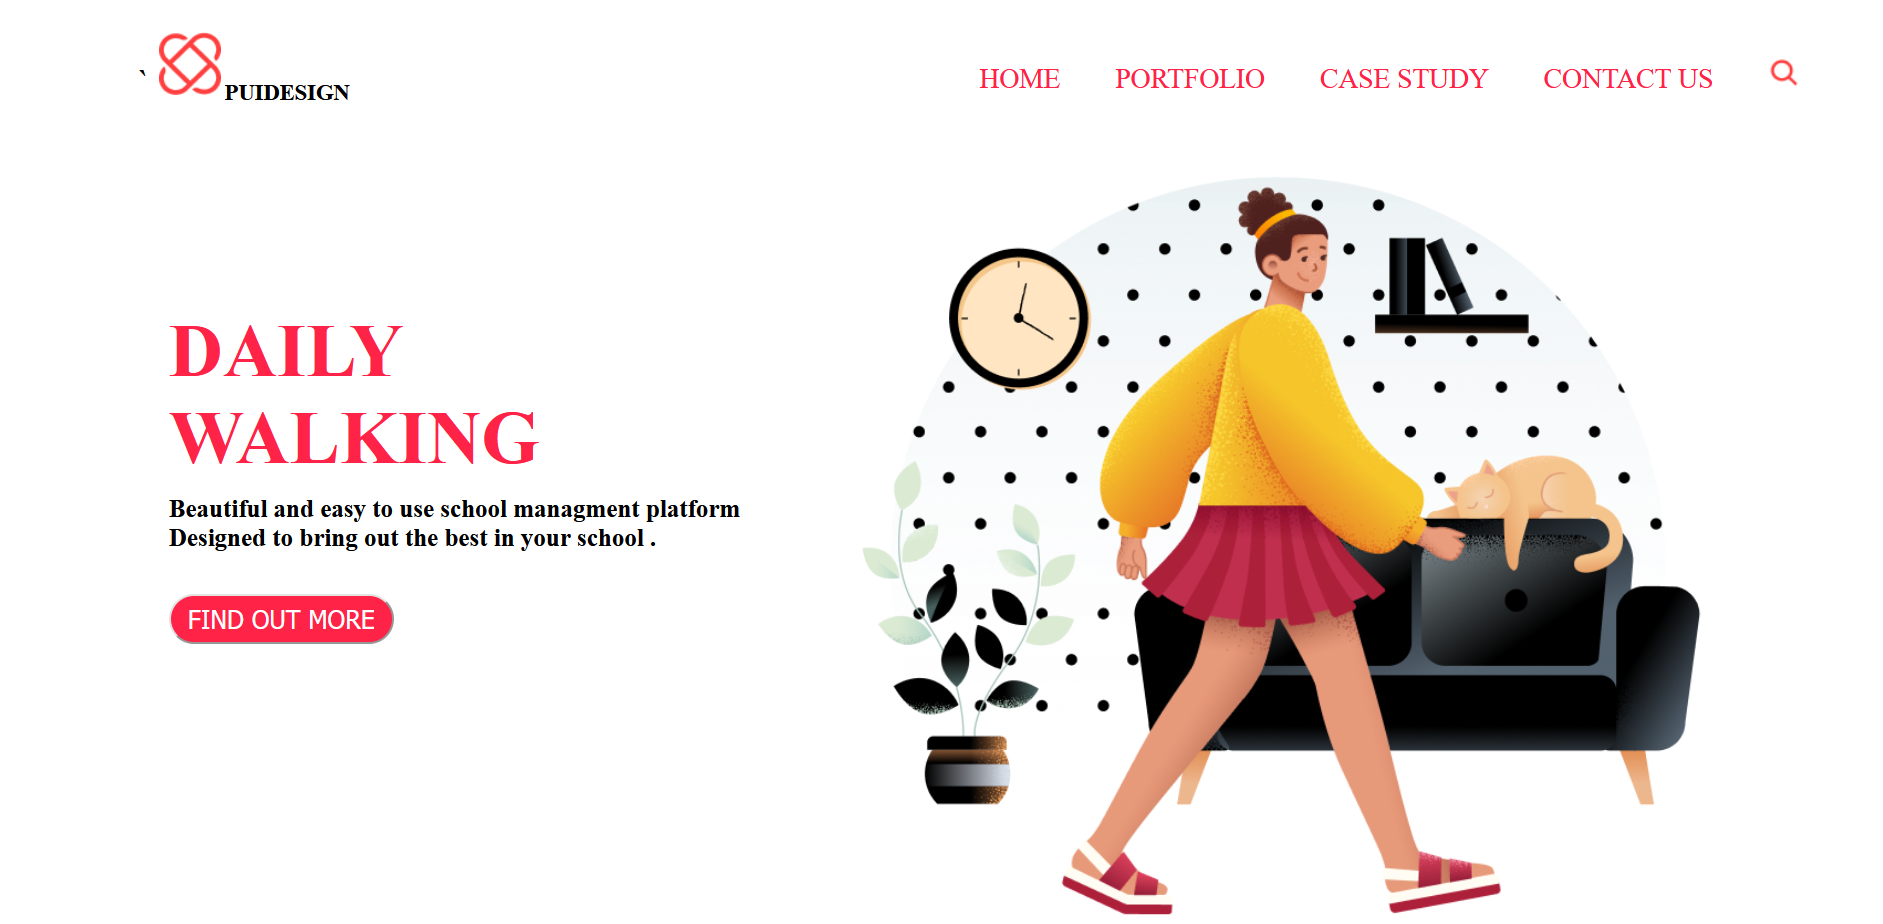 ` PUIDESIGN HOME PORTFOLIO CASE STUDY CONTACT US
DAILY
WALKING
Beautiful and easy to use school managment platform
Designed to bring out the best in your school .
FIND OUT MORE